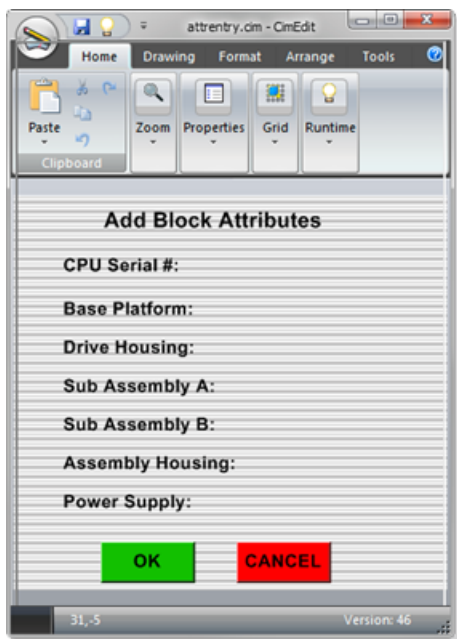 attrentry.cim - CimEdit
Home Drawing Format Arrange Tools
Paste Zoom Properties Grid Runtime
Clipboard
Add Block Attributes
CPU Serial #:
Base Platform:
Drive Housing:
Sub Assembly A:
Sub Assembly B:
Assembly Housing:
Power Supply:
OK CANCEL
31,-5 Version: 46